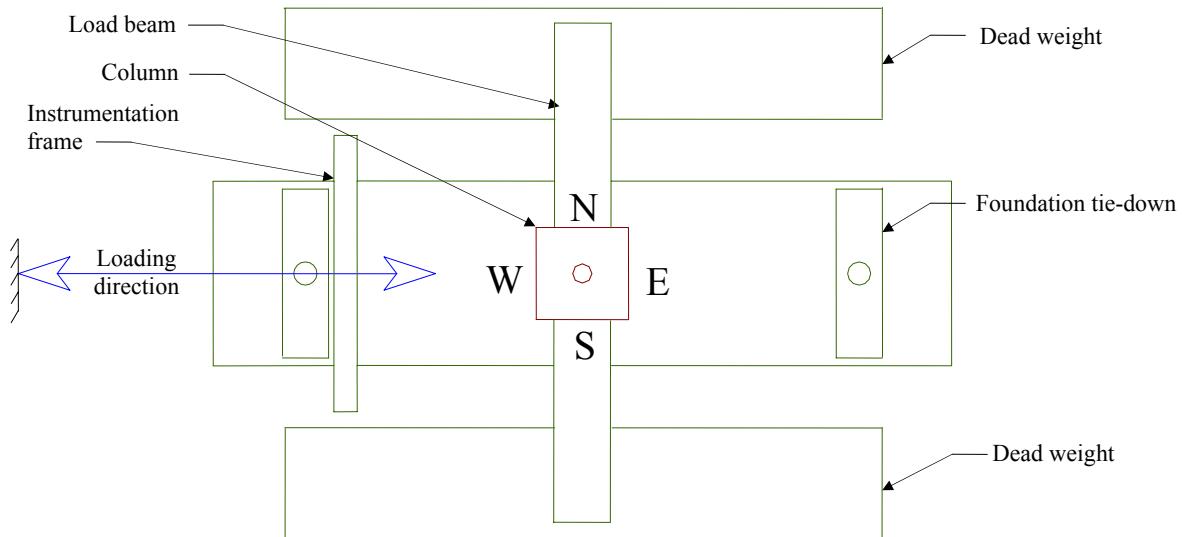 Load beam
Dead weight
Column
Instrumentation
frame
N
Foundation tie-down
Loading
direction
W
E
S
Dead weight